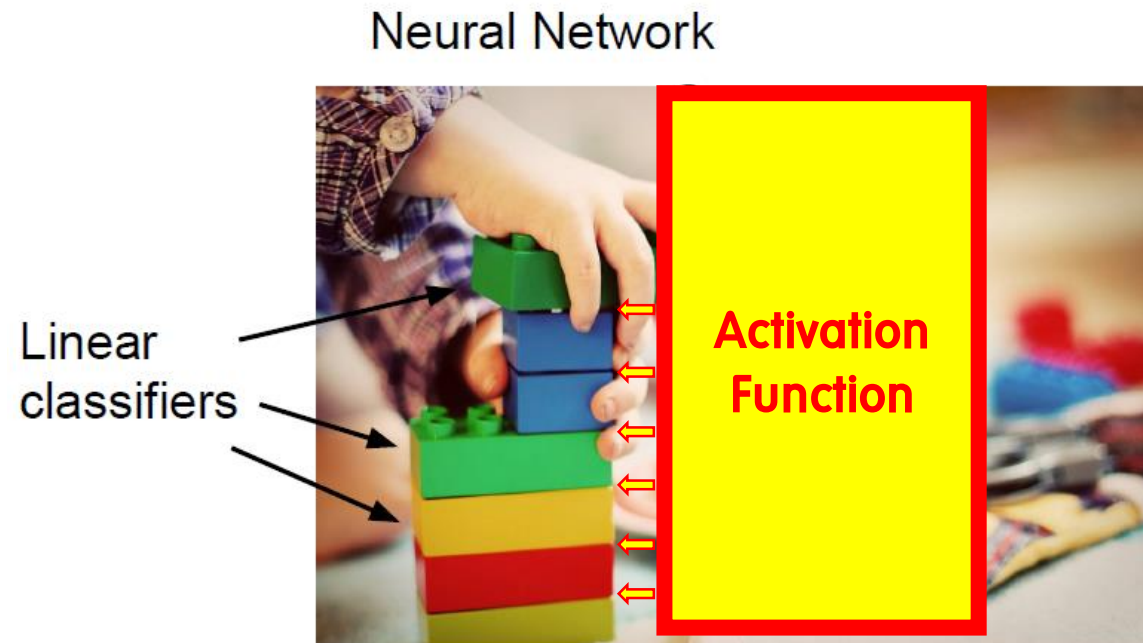 Neural Network
Linear
classifiers
Activation
Function